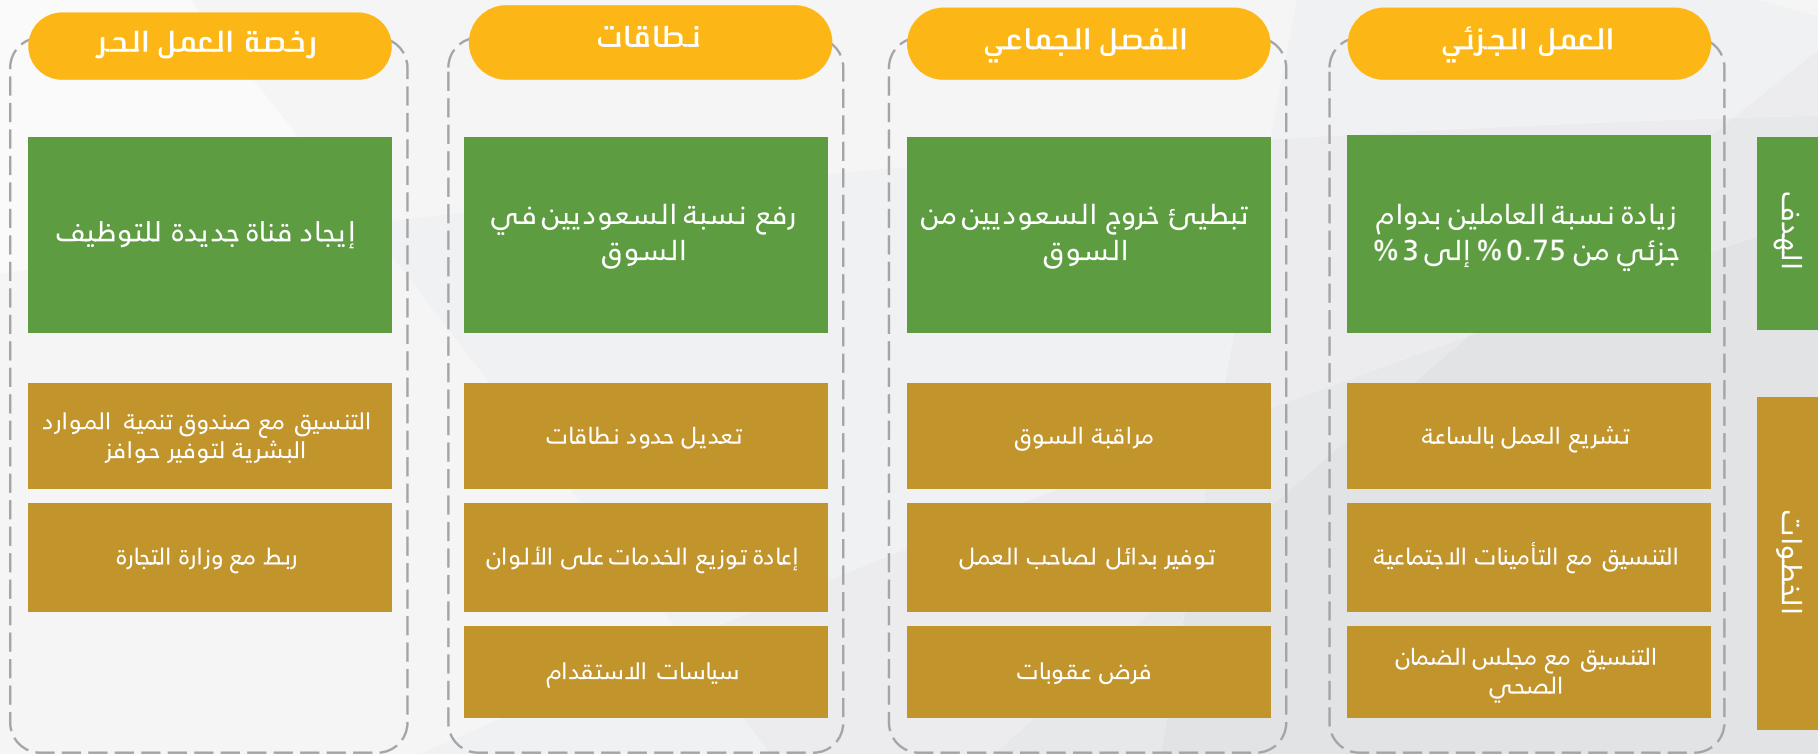 العمل الجزئي
الفصل الجماعي
نطاقات
رخصة العمل الحر
الهدف
زيادة نسبة العاملين بدوام
جزئي من 0.75 % إلى 3 %
تبطيئ خروج السعوديين من
السوق
رفع نسبة السعوديين في
السوق
إيجاد قناة جديدة للتوظيف
الخطوات
تشريع العمل بالساعة
مراقبة السوق
تعديل حدود نطاقات
التنسيق مع صندوق تنمية الموارد
البشرية لتوفير حوافز
التنسيق مع التأمينات الاجتماعية
توفير بدائل لصاحب العمل
إعادة توزيع الخدمات على الألوان
ربط مع وزارة التجارة
التنسيق مع مجلس الضمان
الصحي
فرض عقوبات
سياسات الاستقدام